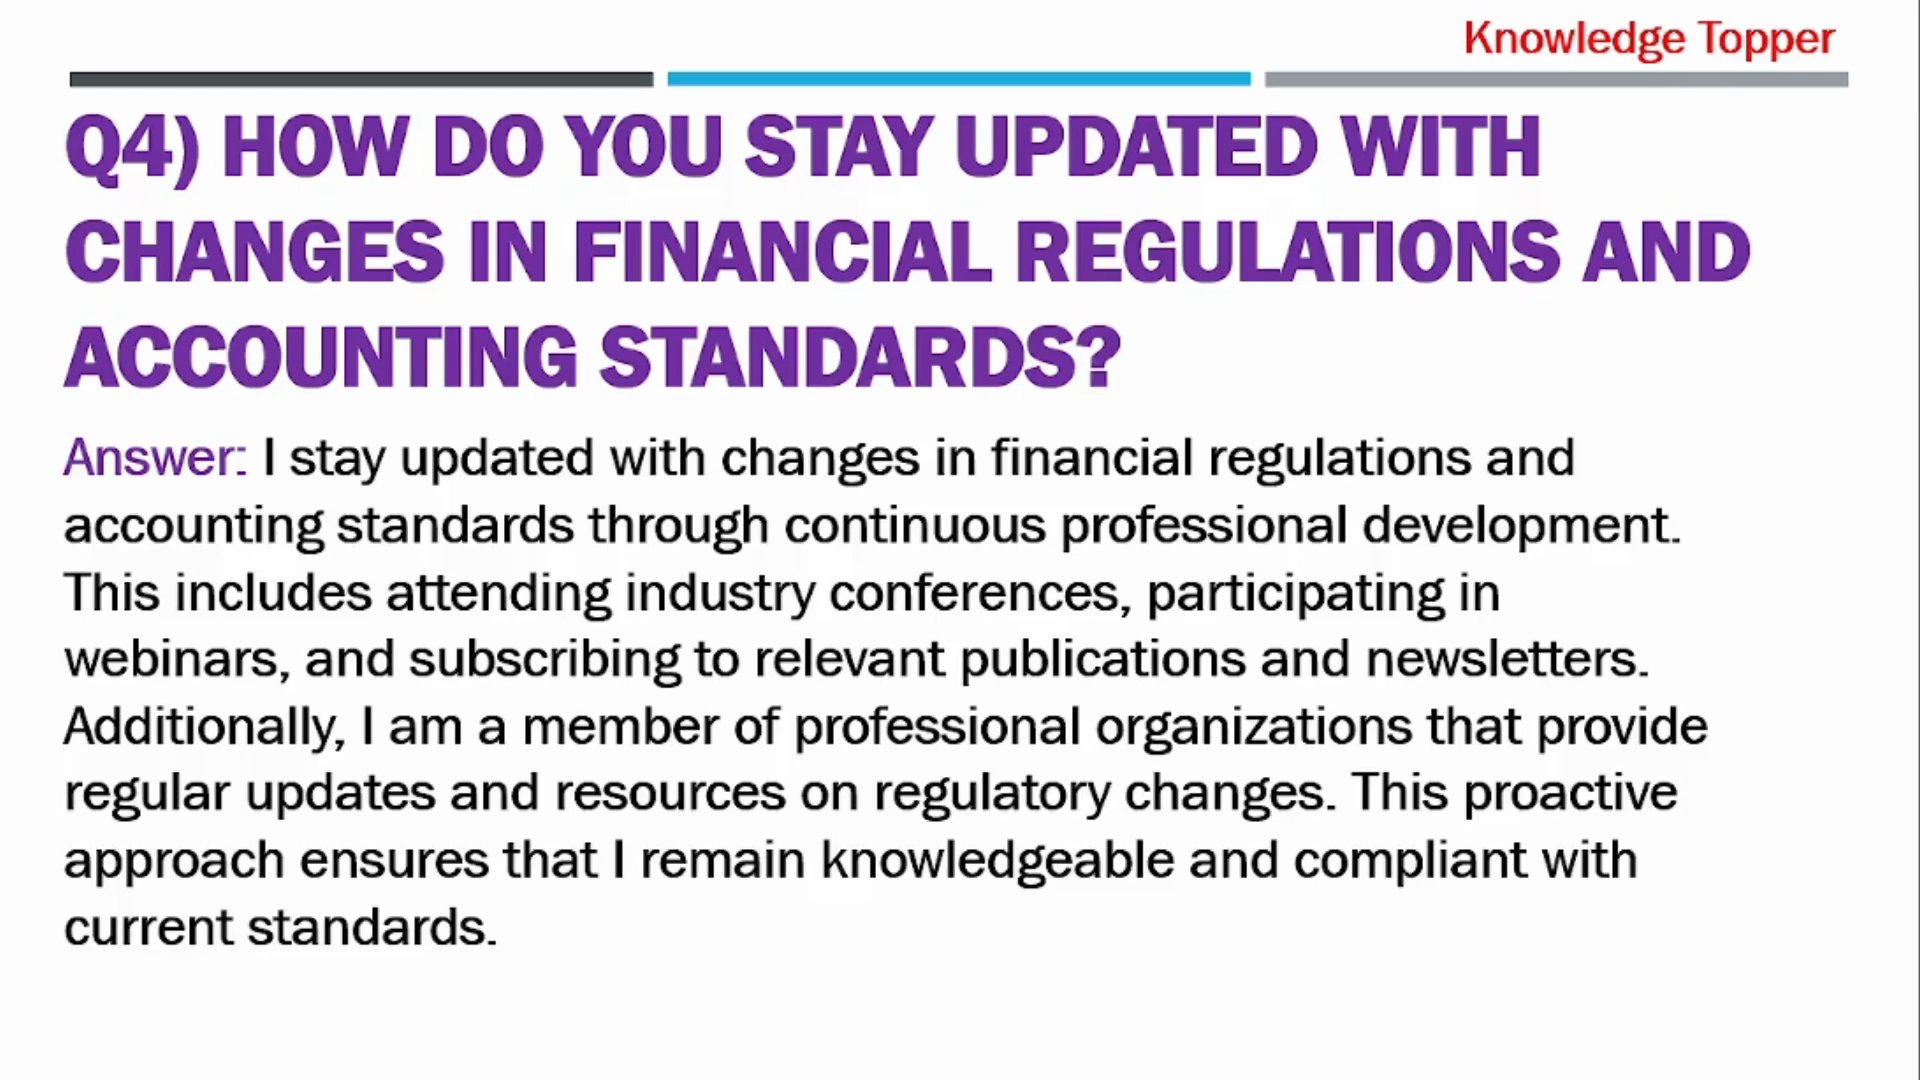 Knowledge Topper
Q4) HOW DO YOU STAY UPDATED WITH
CHANGES IN FINANCIAL REGULATIONS AND
ACCOUNTING STANDARDS?
Answer: I stay updated with changes in financial regulations and
accounting standards through continuous professional development.
This includes attending industry conferences, participating in
webinars, and subscribing to relevant publications and newsletters.
Additionally, I am a member of professional organizations that provide
regular updates and resources on regulatory changes. This proactive
approach ensures that I remain knowledgeable and compliant with
current standards.